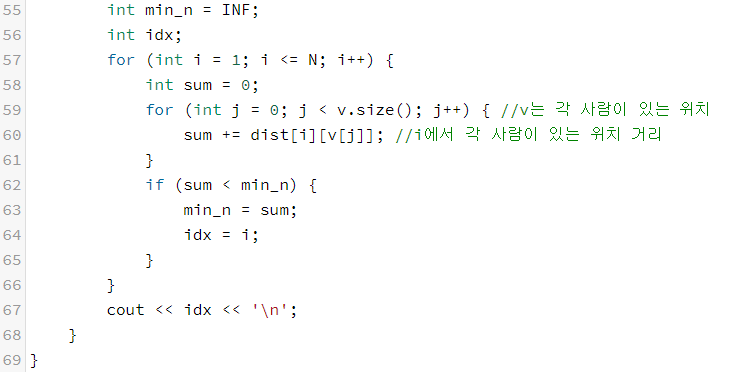 55         int min_n = INF;
56         int idx;
57         for (int i = 1; i <= N; i++) {
58             int sum = 0;
59             for (int j = 0; j < v.size(); j++) { //v는 각 사람이 있는 위치
60                 sum += dist[i][v[j]]; //i에서 각 사람이 있는 위치 거리
61             }
62             if (sum < min_n) {
63                 min_n = sum;
64                 idx = i;
65             }
66         }
67         cout << idx << '\n';
68     }
69 }